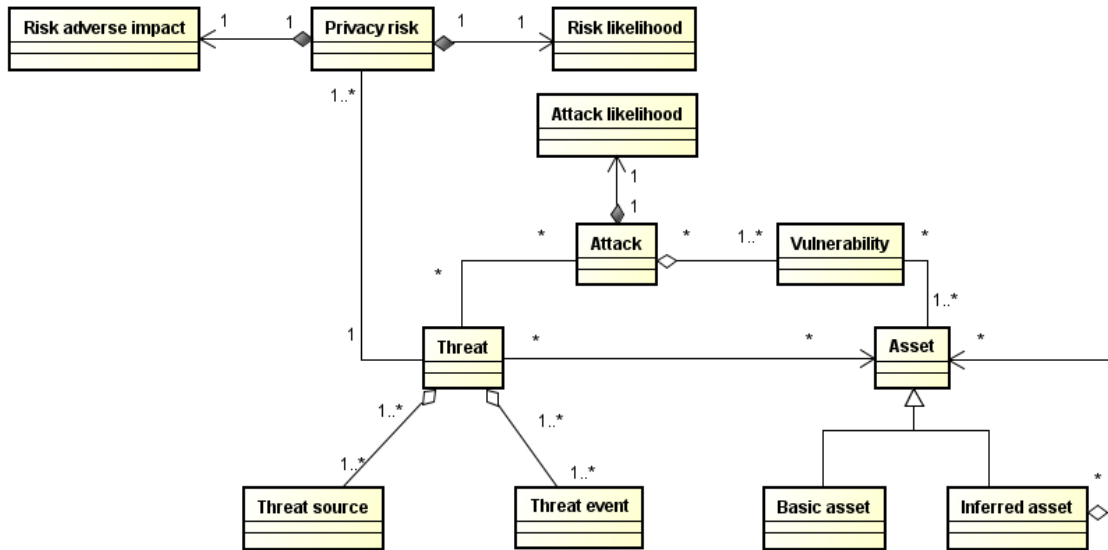 Risk adverse impact
1
1
Privacy risk
1
1
Risk likelihood
1..*
Attack likelihood
1
1
*
Attack
*
1..*
Vulnerability
*
*
1..*
1
Threat
*
*
Asset
*
1..*
1..*
1..*
1..*
*
Threat source
Threat event
Basic asset
Inferred asset